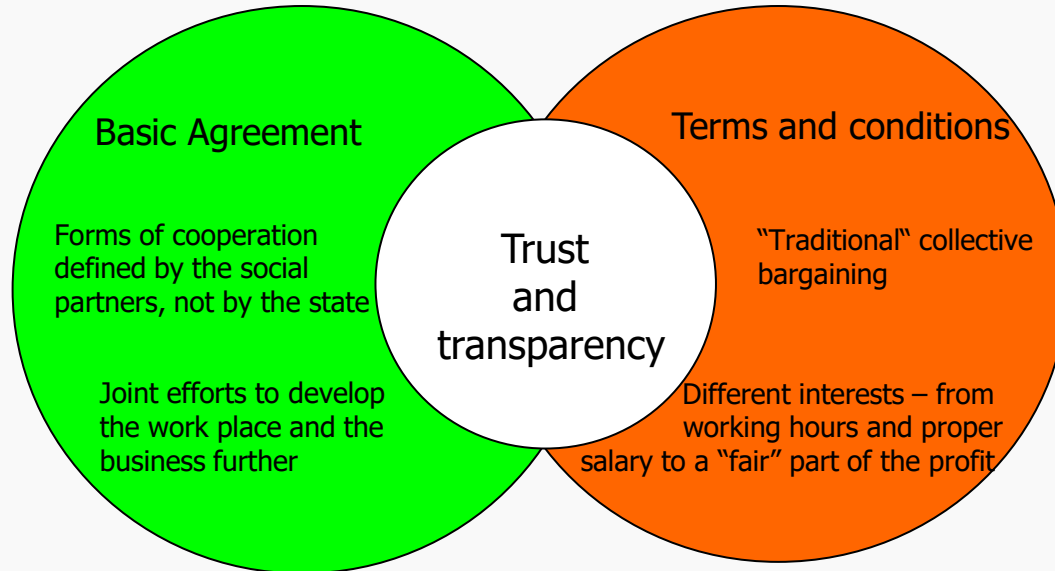 Basic Agreement
Forms of cooperation
defined by the social
partners, not by the state
Joint efforts to develop
the work place and the
business further
Trust
and
transparency
Terms and conditions
“Traditional“ collective
bargaining
Different interests – from
working hours and proper
salary to a “fair” part of the profit